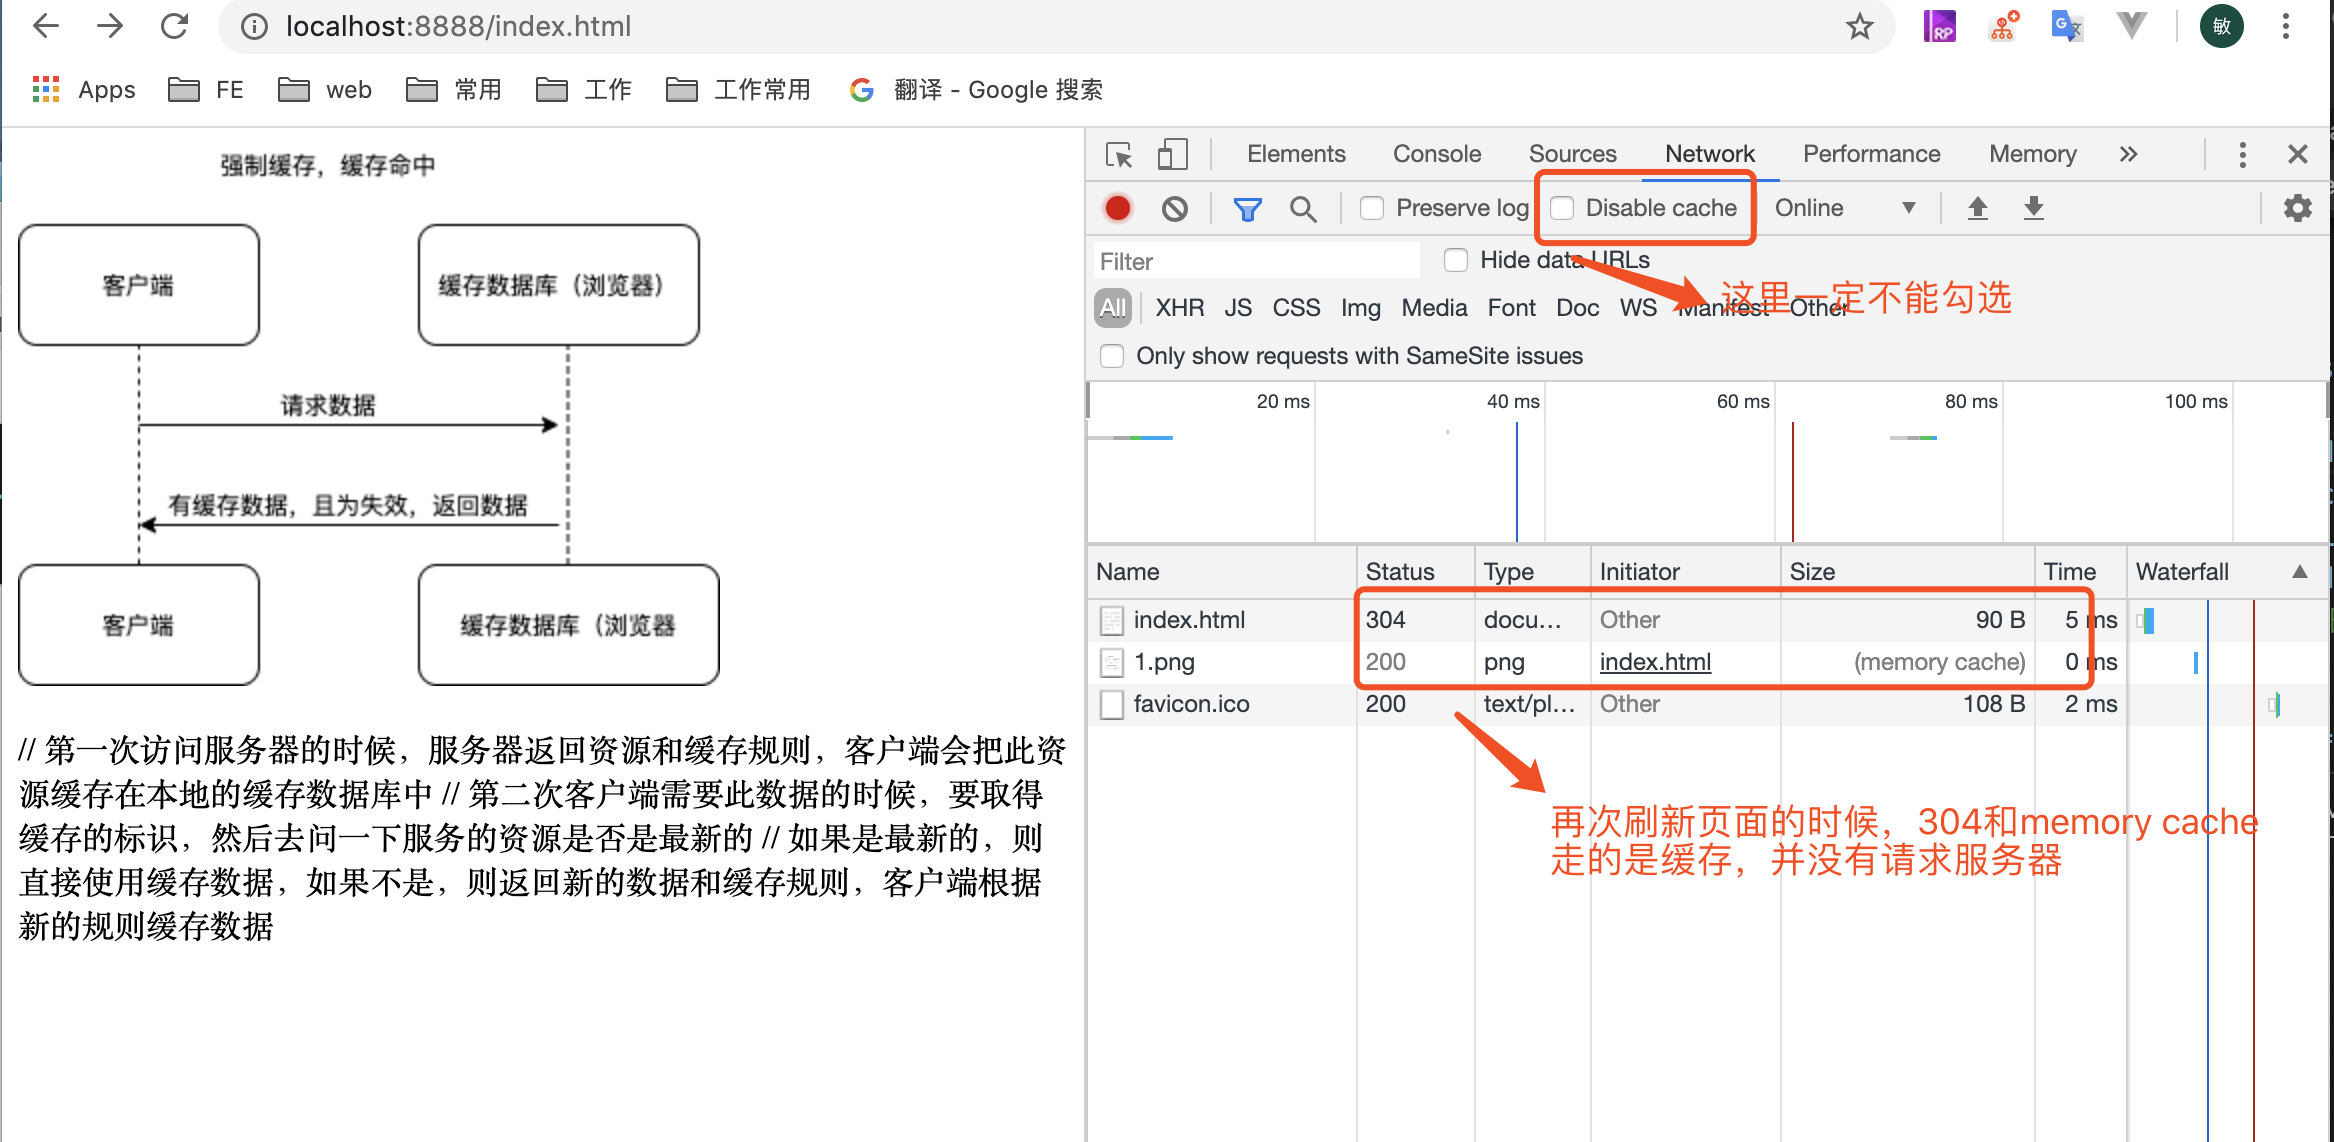 localhost:8888/index.html
RP
G 文
敏
Apps FE web 常用 工作 工作常用 翻译 - Google 搜索
强制缓存，缓存命中
客户端 缓存数据库（浏览器）
请求数据
有缓存数据，且为失效，返回数据
客户端 缓存数据库（浏览器
// 第一次访问服务器的时候，服务器返回资源和缓存规则，客户端会把此资
源缓存在本地的缓存数据库中 // 第二次客户端需要此数据的时候，要取得
缓存的标识，然后去问一下服务的资源是否是最新的 // 如果是最新的，则
直接使用缓存数据，如果不是，则返回新的数据和缓存规则，客户端根据
新的规则缓存数据
Elements Console Sources Network Performance Memory »
Preserve log Disable cache Online
Filter Hide data URLs
这里一定不能勾选
All XHR JS CSS Img Media Font Doc WS Manifest Other
Only show requests with SameSite issues
20 ms 40 ms 60 ms 80 ms 100 ms
Name Status Type Initiator Size Time Waterfall
index.html 304 docu... Other 90 B 5 ms
1.png 200 png index.html (memory cache) 0 ms
favicon.ico 200 text/pl... Other 108 B 2 ms
再次刷新页面的时候，304和memory cache
走的是缓存，并没有请求服务器